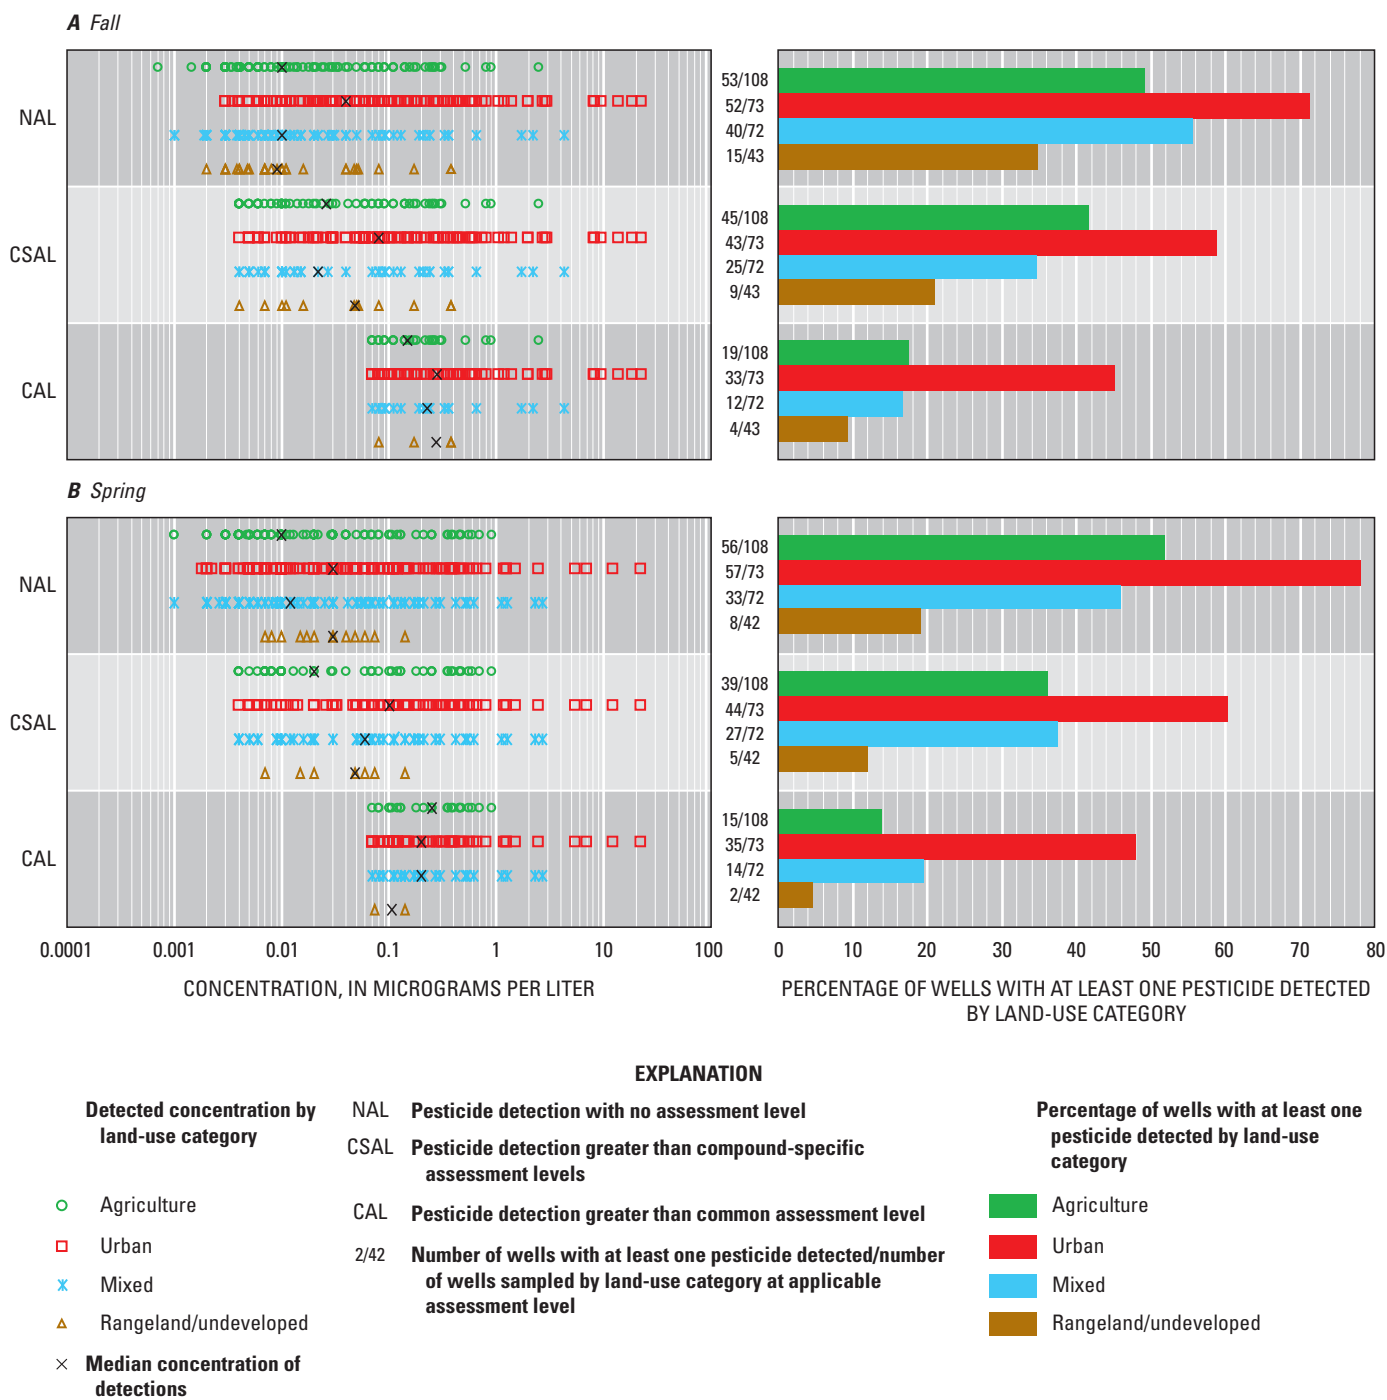 A Fall
NAL
CSAL
CAL
53/108
52/73
40/72
15/43
45/108
43/73
25/72
9/43
19/108
33/73
12/72
4/43
B Spring
NAL
CSAL
CAL
56/108
57/73
33/72
8/42
39/108
44/73
27/72
5/42
15/108
35/73
14/72
2/42
0.0001 0.001 0.01 0.1 1 10 100
CONCENTRATION, IN MICROGRAMS PER LITER
0 10 20 30 40 50 60 70 80
PERCENTAGE OF WELLS WITH AT LEAST ONE PESTICIDE DETECTED
BY LAND-USE CATEGORY
EXPLANATION
Detected concentration by
land-use category
Agriculture
Urban
Mixed
Rangeland/undeveloped
Median concentration of
detections
NAL Pesticide detection with no assessment level
CSAL Pesticide detection greater than compound-specific
assessment levels
CAL Pesticide detection greater than common assessment level
2/42 Number of wells with at least one pesticide detected/number
of wells sampled by land-use category at applicable
assessment level
Percentage of wells with at least one
pesticide detected by land-use
category
Agriculture
Urban
Mixed
Rangeland/undeveloped